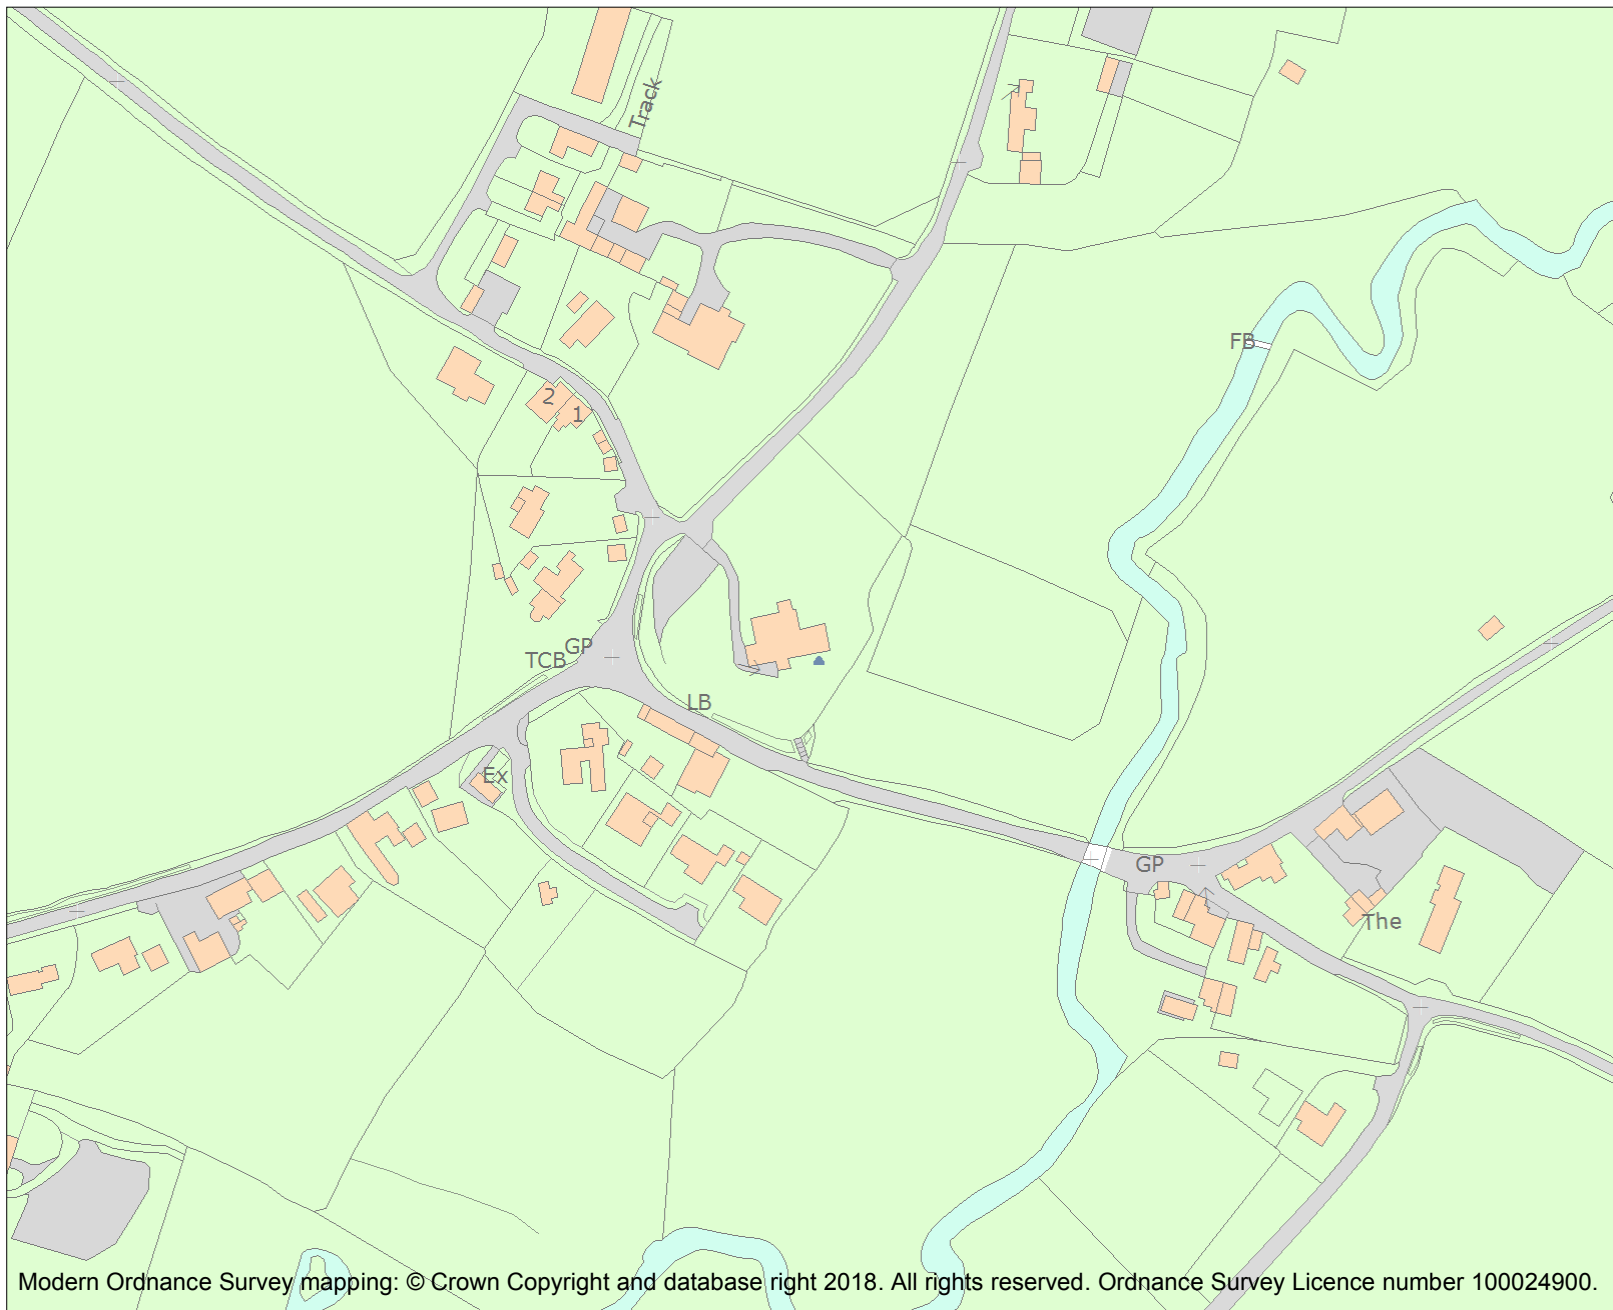 Track
FB
2
1
GP
TCB
LB
Ex
GP
The
Modern Ordnance Survey mapping: © Crown Copyright and database right 2018. All rights reserved. Ordnance Survey Licence number 100024900.